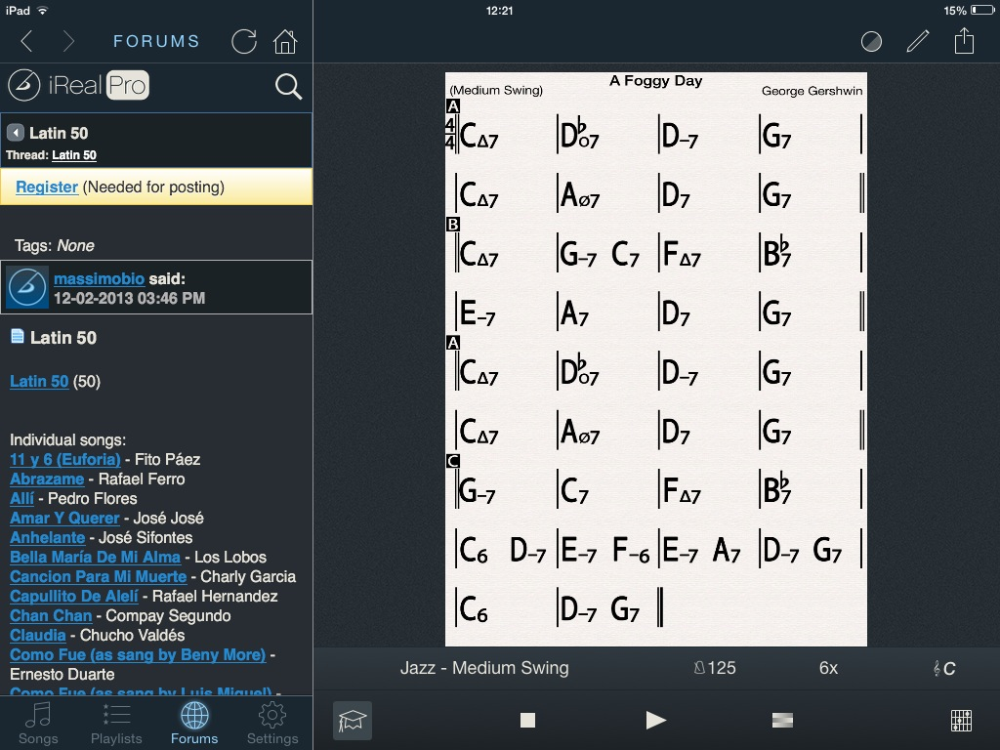 iPad
12:21
15%
FORUMS
iReal Pro
Latin 50
Thread: Latin 50
Register (Needed for posting)
Tags: None
massimobio said:
12-02-2013 03:46 PM
Latin 50
Latin 50 (50)
Individual songs:
11 y 6 (Euforia) - Fito Páez
Abrazame - Rafael Ferro
Allí - Pedro Flores
Amar Y Querer - José José
Anhelante - José Sifontes
Bella María De Mi Alma - Los Lobos
Cancion Para Mi Muerte - Charly Garcia
Capullito De Alelí - Rafael Hernandez
Chan Chan - Compay Segundo
Claudia - Chucho Valdés
Como Fue (as sang by Beny More) -
Ernesto Duarte
Como Fue (as sang by Luis Miguel) -
Songs
Playlists
Forums
Settings
A Foggy Day
(Medium Swing)
George Gershwin
A
4/4 CΔ7 D♭o7 D–7 G7
CΔ7 Aø7 D7 G7
B
CΔ7 G–7 C7 FΔ7 B♭7
E–7 A7 D7 G7
A
CΔ7 D♭o7 D–7 G7
CΔ7 Aø7 D7 G7
C
G–7 C7 FΔ7 B♭7
C6 D–7 E–7 F–6 E–7 A7 D–7 G7
C6 D–7 G7
Jazz - Medium Swing
125
6x
C